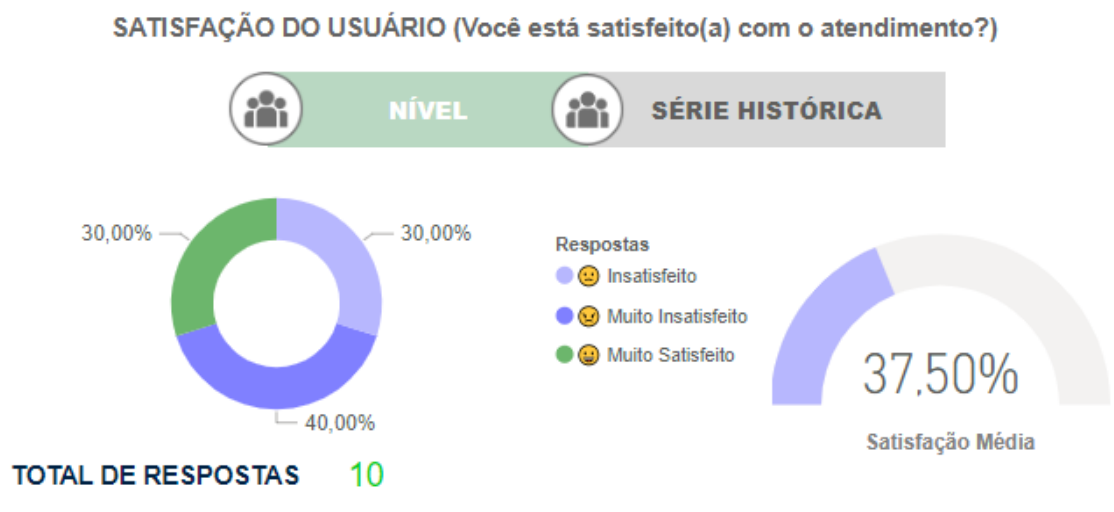 SATISFAÇÃO DO USUÁRIO (Você está satisfeito(a) com o atendimento?)
NÍVEL
SÉRIE HISTÓRICA
30,00%
30,00%
40,00%
Respostas
Insatisfeito
Muito Insatisfeito
Muito Satisfeito
37,50%
Satisfação Média
TOTAL DE RESPOSTAS 10